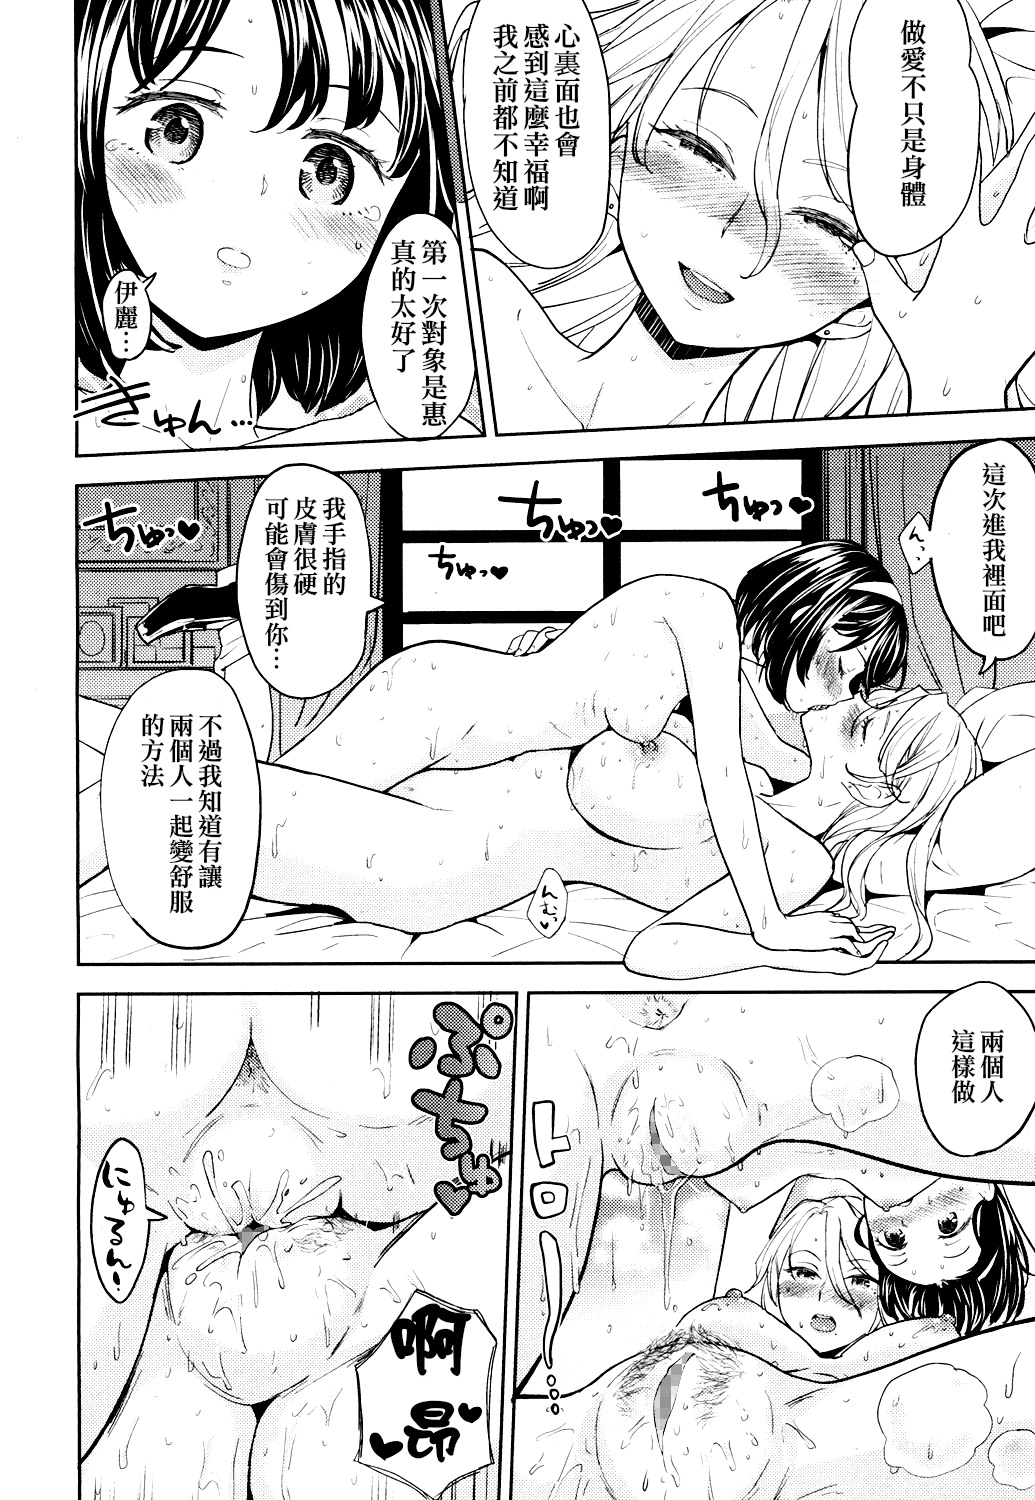 做愛不只是身體
心裏面也會
感到這麼幸福啊
我之前都不知道
第一次對象是惠
真的太好了
伊麗…
きゅん…
這次進我裡面吧
んっ
ちゅっ♥
ちゅっ♥
ちゅっ♥
ちゅっ♥
我手指的
皮膚很硬
可能會傷到你…
不過我知道有讓
兩個人一起變舒服
的方法
んむっ♥
兩個人
這樣做
トロー…
ぷちゅ♥
にゅるん
啊♥
♥昂